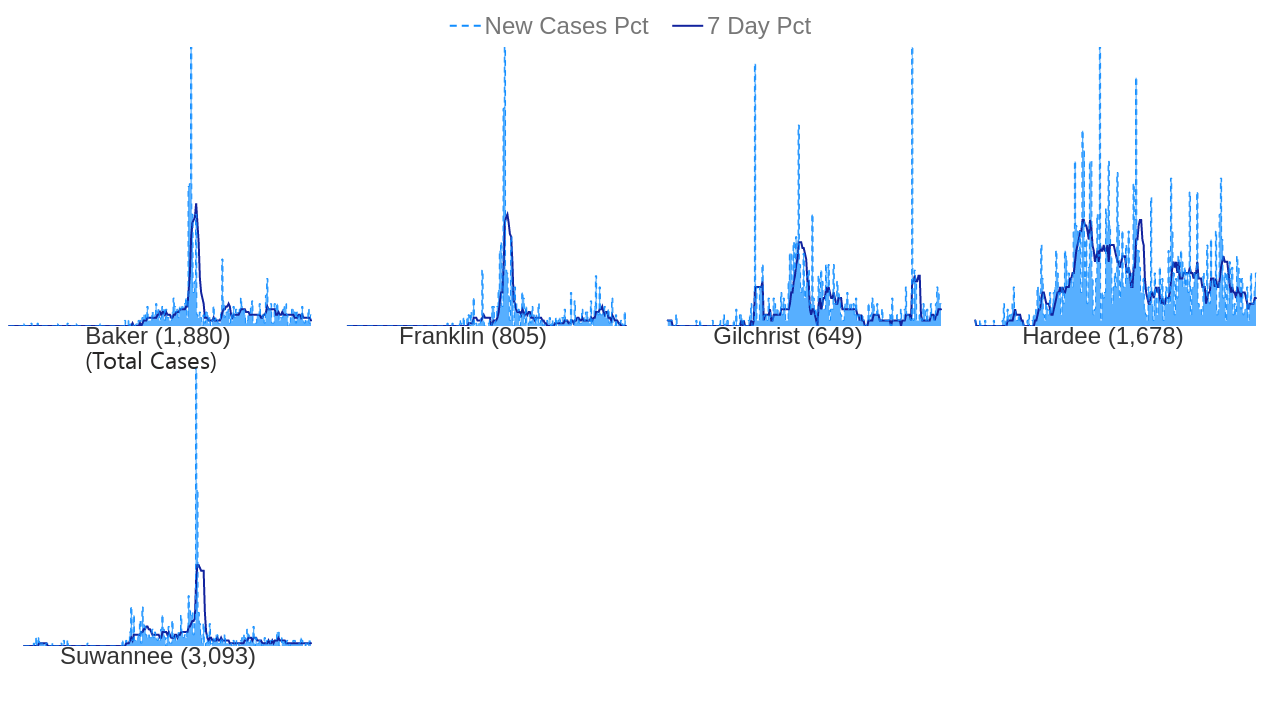 New Cases Pct 7 Day Pct
Baker (1,880) Franklin (805) Gilchrist (649) Hardee (1,678)
(Total Cases)
Suwannee (3,093)